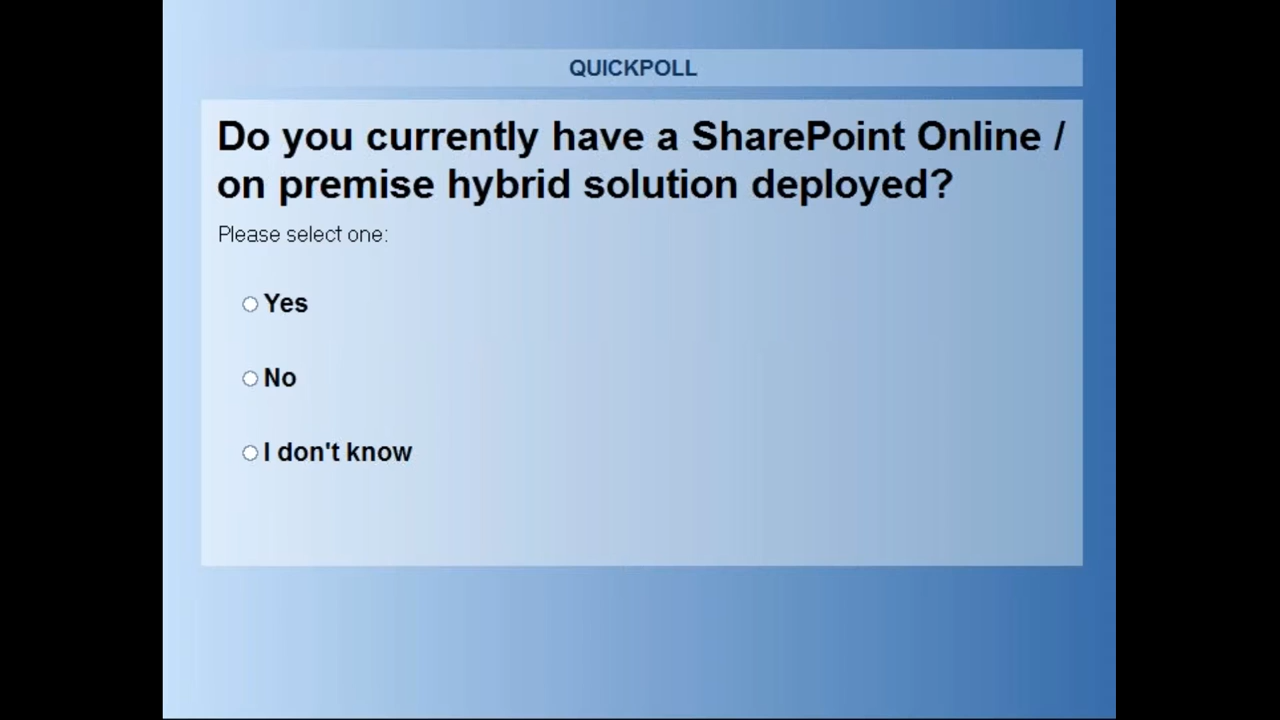 QUICKPOLL
Do you currently have a SharePoint Online /
on premise hybrid solution deployed?
Please select one:
Yes
No
I don't know